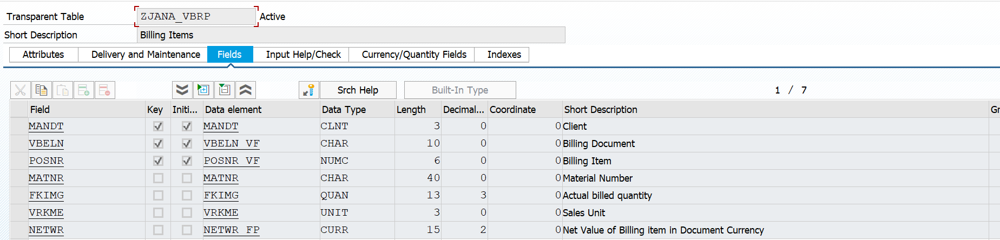 Transparent Table ZJANA_VBRP Active
Short Description Billing Items
Attributes Delivery and Maintenance Fields Input Help/Check Currency/Quantity Fields Indexes
Srch Help Built-In Type 1 / 7
Field Key Initi... Data element Data Type Length Decimal... Coordinate Short Description Gr
MANDT MANDT CLNT 3 0 0 Client
VBELN VBELN_VF CHAR 10 0 0 Billing Document
POSNR POSNR_VF NUMC 6 0 0 Billing Item
MATNR MATNR CHAR 40 0 0 Material Number
FKIMG FKIMG QUAN 13 3 0 Actual billed quantity
VRKME VRKME UNIT 3 0 0 Sales Unit
NETWR NETWR_FP CURR 15 2 0 Net Value of Billing item in Document Currency